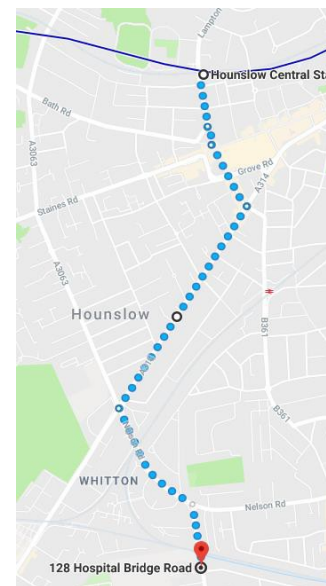 Lampton
Hounslow Central Sta
Bath Rd
A3063
Grove Rd
A314
Staines Rd
A3063
Hounslow
B361
B361
WHITTON
Nelson Rd
128 Hospital Bridge Road